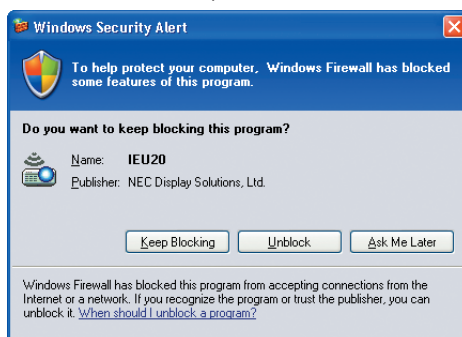 Windows Security Alert
To help protect your computer, Windows Firewall has blocked
some features of this program.
Do you want to keep blocking this program?
Name: IEU20
Publisher: NEC Display Solutions, Ltd.
Keep Blocking Unblock Ask Me Later
Windows Firewall has blocked this program from accepting connections from the
Internet or a network. If you recognize the program or trust the publisher, you can
unblock it. When should I unblock a program?